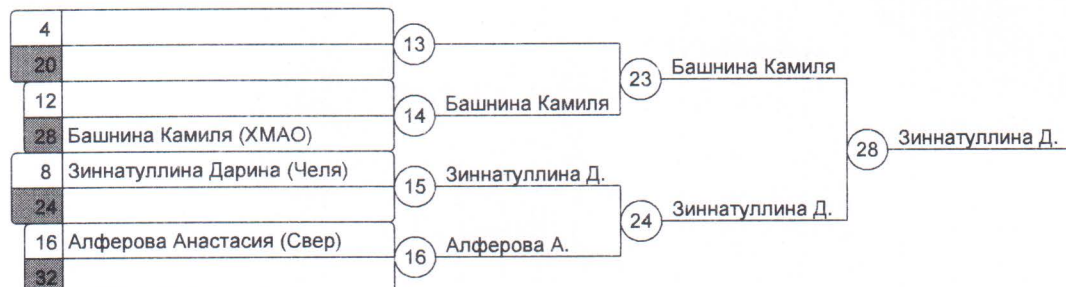 4
20
13
12
28 Башнина Камиля (ХМАО)
14
Башнина Камиля
23
Башнина Камиля
8 Зиннатуллина Дарина (Челя)
24
15
Зиннатуллина Д.
16 Алферова Анастасия (Свер)
32
16
Алферова А.
24
Зиннатуллина Д.
28
Зиннатуллина Д.